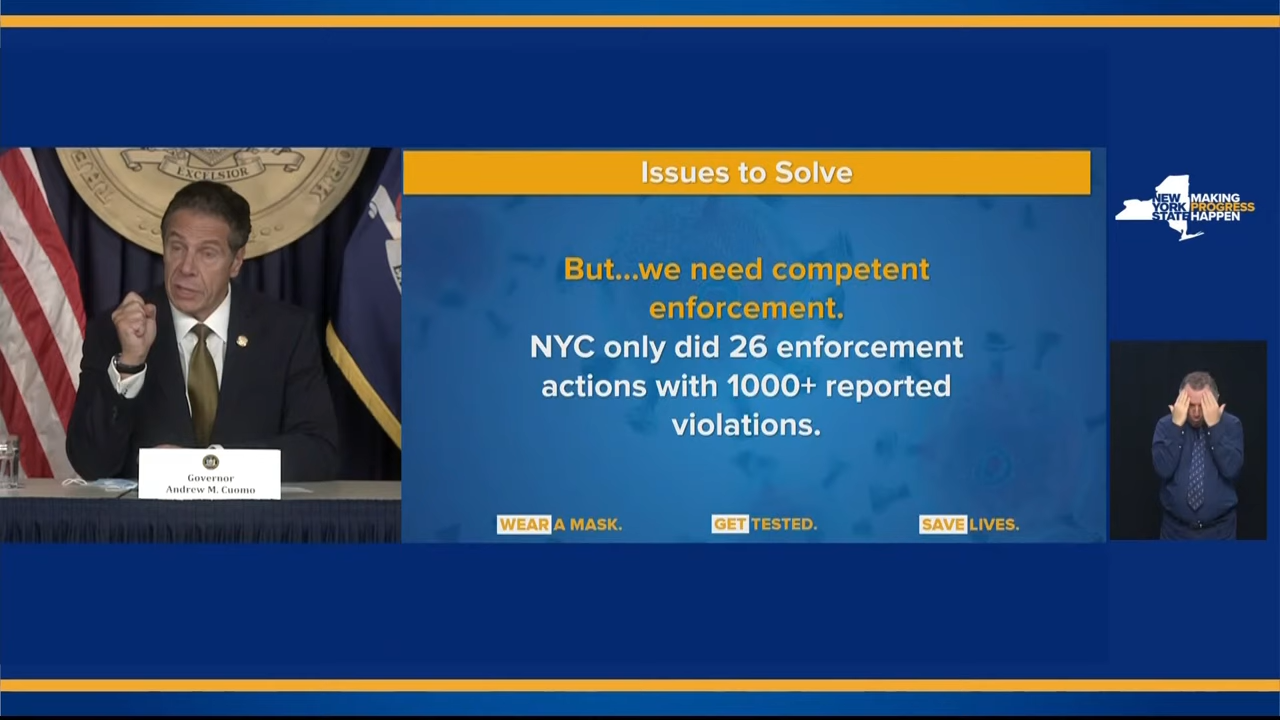 EXCELSIOR
YORK
Governor
Andrew M. Cuomo
Issues to Solve
But...we need competent
enforcement.
NYC only did 26 enforcement
actions with 1000+ reported
violations.
WEAR A MASK. GET TESTED. SAVE LIVES.
NEW
YORK
STATE
MAKING
PROGRESS
HAPPEN